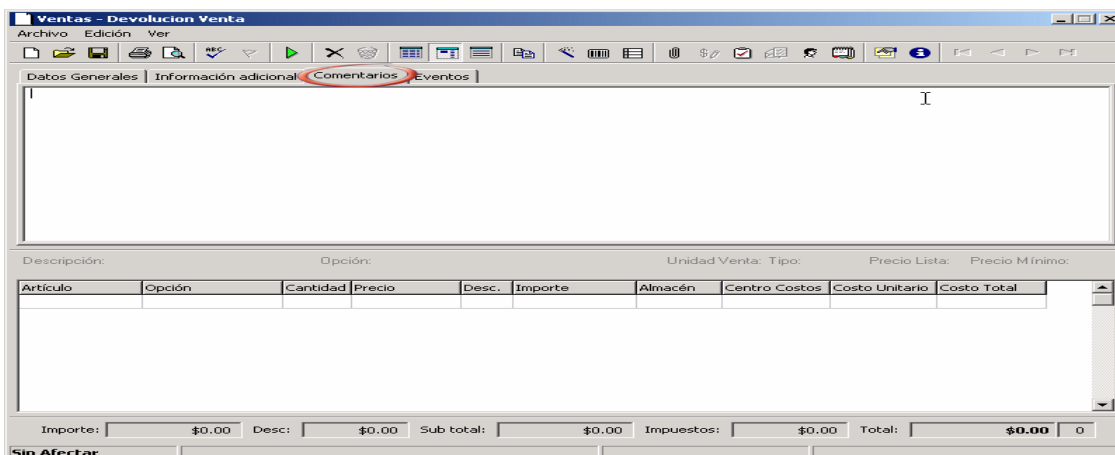 Ventas - Devolucion Venta
Archivo Edición Ver
ABC
Datos Generales Información adicional Comentarios Eventos
Descripción: Opción: Unidad Venta: Tipo: Precio Lista: Precio Mínimo:
Artículo Opción Cantidad Precio Desc. Importe Almacén Centro Costos Costo Unitario Costo Total
Importe: $0.00 Desc: $0.00 Sub total: $0.00 Impuestos: $0.00 Total: $0.00 0
Sin Afectar